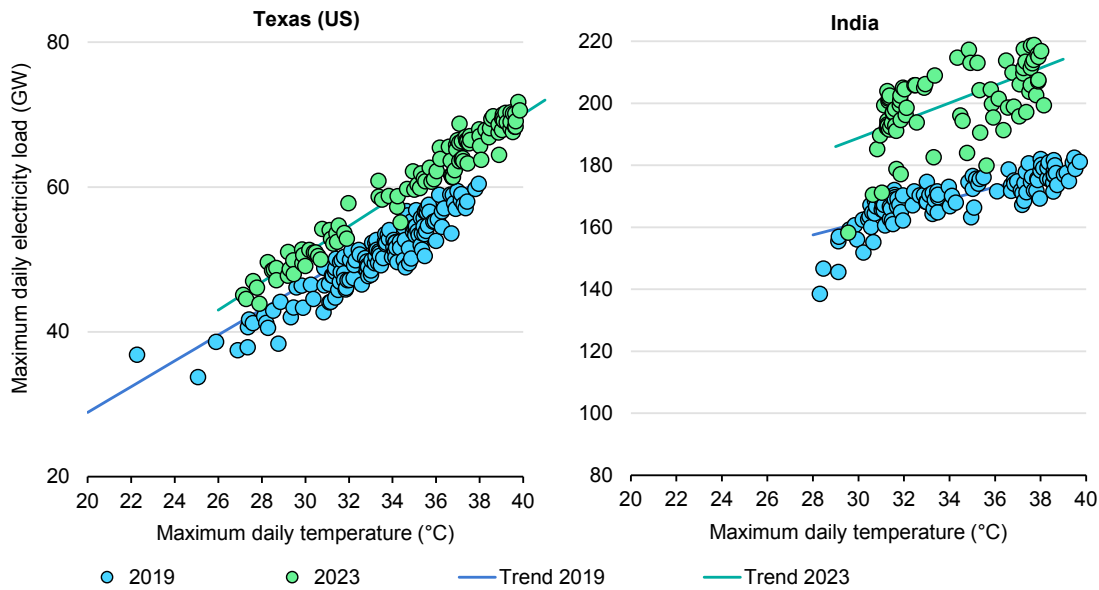 Texas (US)
India
Maximum daily electricity load (GW)
80
60
40
20
20 22 24 26 28 30 32 34 36 38 40
Maximum daily temperature (°C)
220
200
180
160
140
120
100
80
20 22 24 26 28 30 32 34 36 38 40
Maximum daily temperature (°C)
2019 2023 Trend 2019 Trend 2023